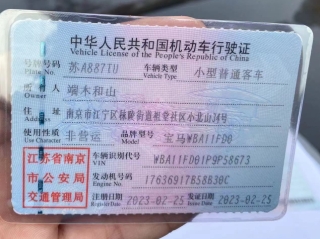 中华人民共和国机动车行驶证
Vehicle License of the People's Republic of China
号牌号码 苏A887IU 车辆类型 小型普通客车
Plate No. Vehicle Type
所有人 端木和山
Owner
住址 南京市江宁区秣陵街道祖堂社区小北山34号
Address
使用性质 非营运 品牌型号 宝马WBA11FD0
Use Character Model
江苏省南京
市公安局
交通管理局
车辆识别代号 WBA11FD01P9P58673
VIN
发动机号码 17636917B58B30C
Engine No.
注册日期 2023-02-25 发证日期 2023-02-25
Register Date Issue Date